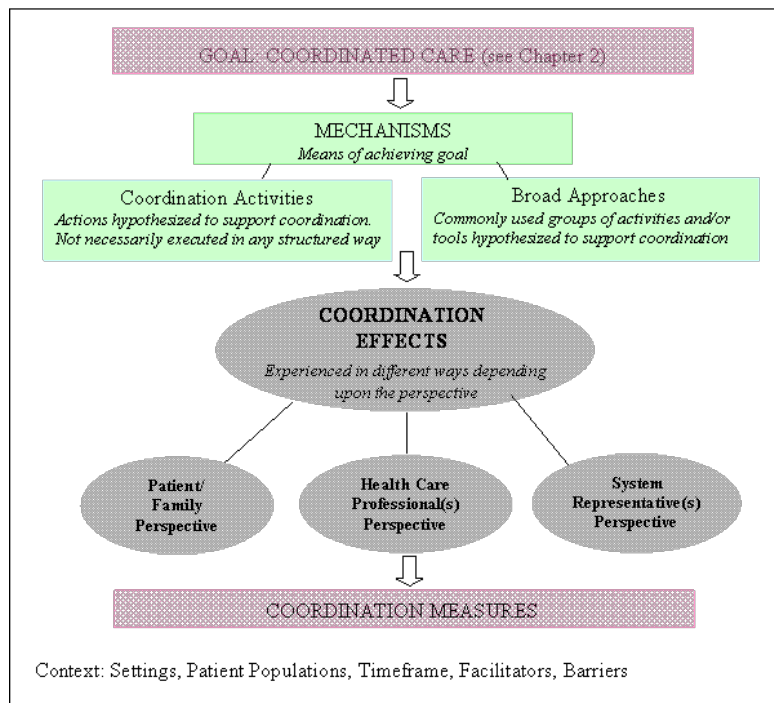 GOAL: COORDINATED CARE (see Chapter 2)
MECHANISMS
Means of achieving goal
Coordination Activities
Actions hypothesized to support coordination.
Not necessarily executed in any structured way
Broad Approaches
Commonly used groups of activities and/or
tools hypothesized to support coordination
COORDINATION
EFFECTS
Experienced in different ways depending
upon the perspective
Patient/
Family
Perspective
Health Care
Professional(s)
Perspective
System
Representative(s)
Perspective
COORDINATION MEASURES
Context: Settings, Patient Populations, Timeframe, Facilitators, Barriers